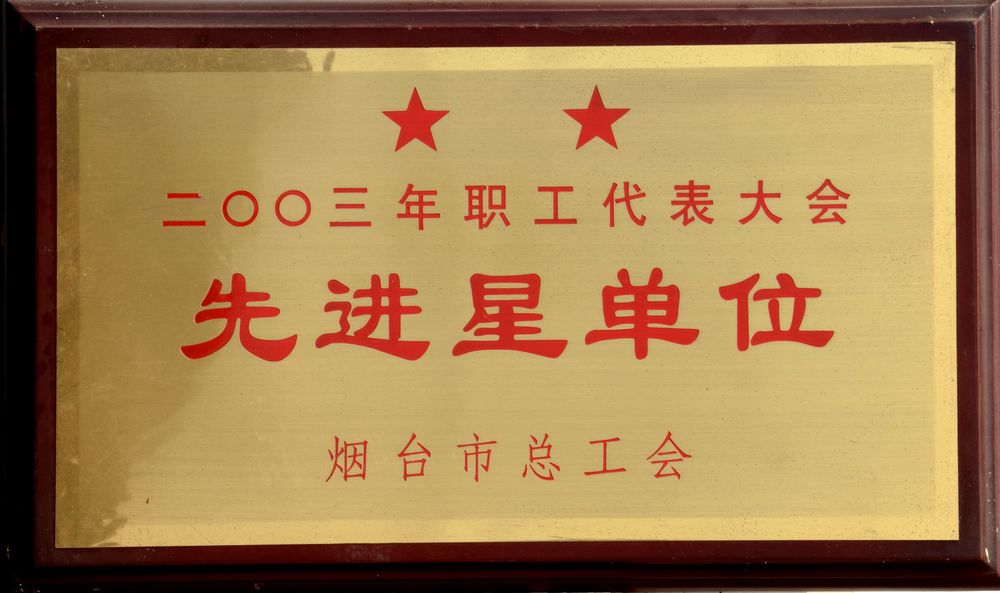 二〇〇三年职工代表大会
先进星单位
烟台市总工会